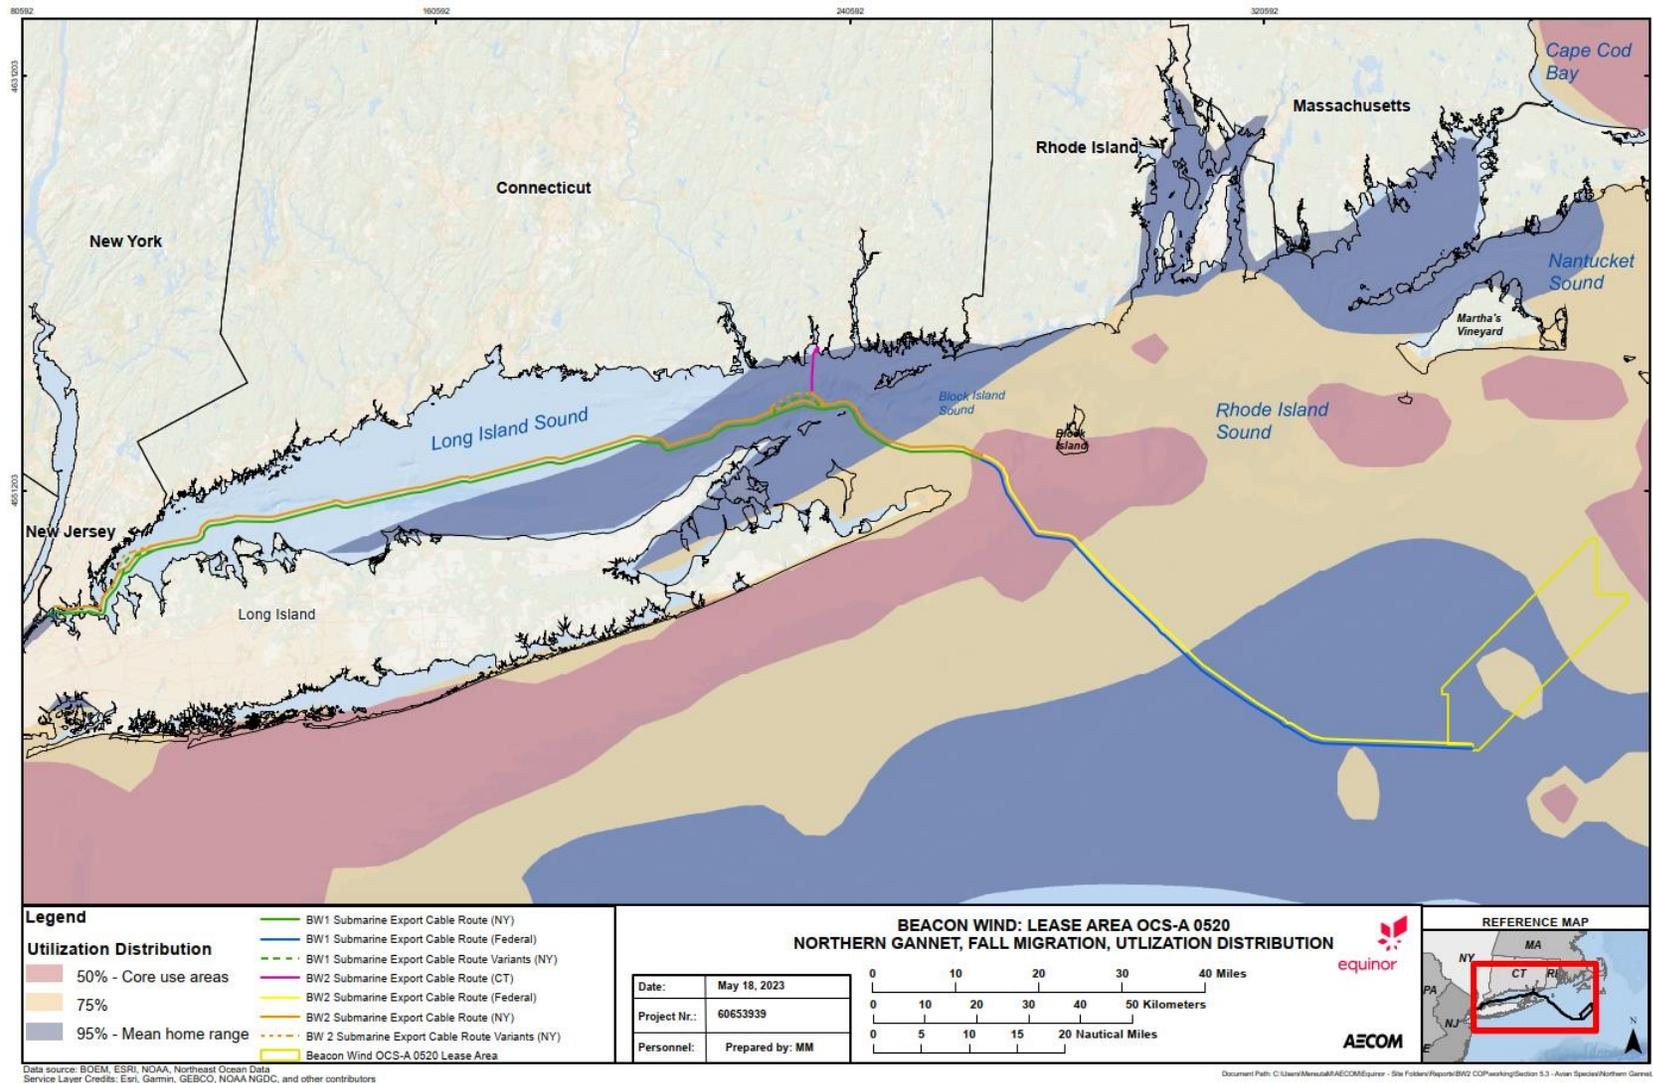 80592
160592
240592
320592
4631203
4551203
Cape Cod
Bay
Massachusetts
Rhode Island
Connecticut
New York
Nantucket
Sound
Martha's
Vineyard
Block Island
Sound
Rhode Island
Sound
Long Island Sound
Block
Island
New Jersey
Long Island
Legend
Utilization Distribution
50% - Core use areas
75%
95% - Mean home range
BW1 Submarine Export Cable Route (NY)
BW1 Submarine Export Cable Route (Federal)
BW1 Submarine Export Cable Route Variants (NY)
BW2 Submarine Export Cable Route (CT)
BW2 Submarine Export Cable Route (Federal)
BW2 Submarine Export Cable Route (NY)
BW 2 Submarine Export Cable Route Variants (NY)
Beacon Wind OCS-A 0520 Lease Area
BEACON WIND: LEASE AREA OCS-A 0520
NORTHERN GANNET, FALL MIGRATION, UTLIZATION DISTRIBUTION
equinor
Date: May 18, 2023
Project Nr.: 60653939
Personnel: Prepared by: MM
0 10 20 30 40 Miles
0 10 20 30 40 50 Kilometers
0 5 10 15 20 Nautical Miles
AECOM
REFERENCE MAP
NY
MA
CT
RI
PA
NJ
E
N
Data source: BOEM, ESRI, NOAA, Northeast Ocean Data
Service Layer Credits: Esri, Garmin, GEBCO, NOAA NGDC, and other contributors